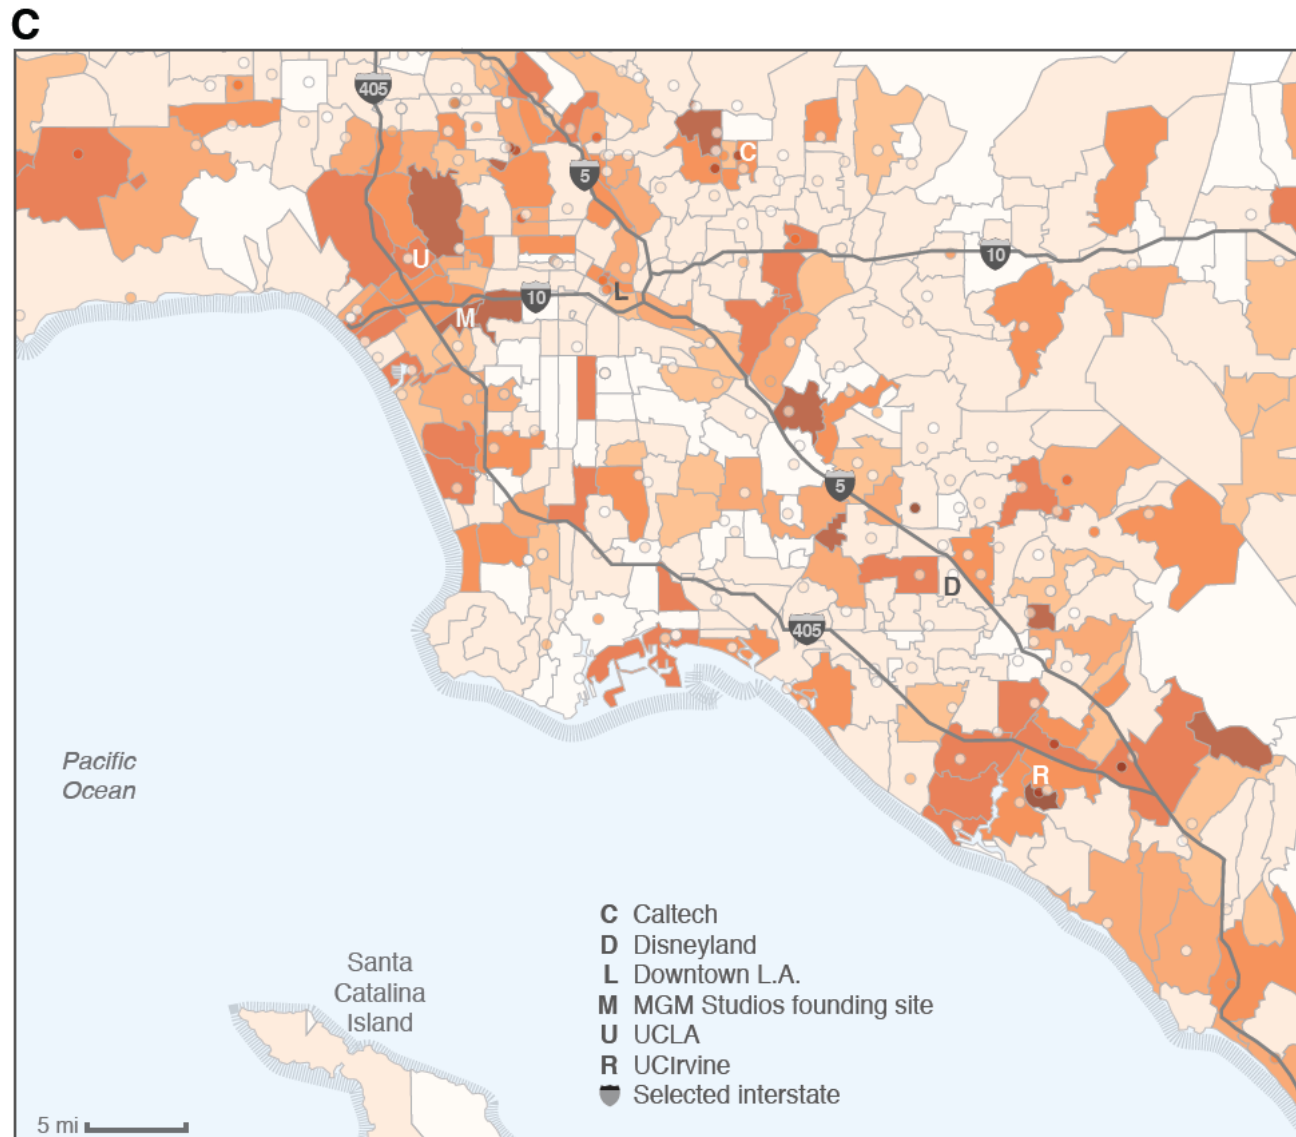 C
405
5
C
U
10
10
L
M
5
D
405
R
Pacific
Ocean
Santa
Catalina
Island
C Caltech
D Disneyland
L Downtown L.A.
M MGM Studios founding site
U UCLA
R UCIrvine
Selected interstate
5 mi